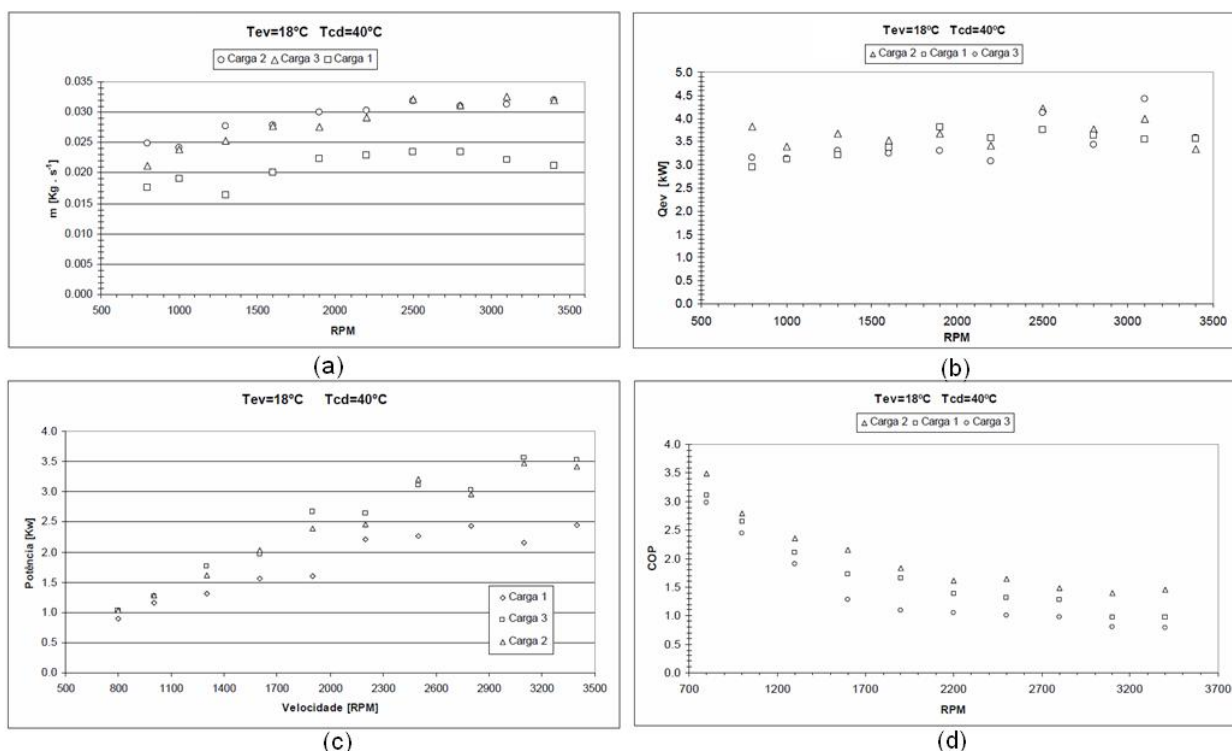 Tev=18ºC Tcd=40ºC
Carga 2 Carga 3 Carga 1
0.035
0.030
0.025
0.020
0.015
0.010
0.005
0.000
m [Kg . s⁻¹]
500 1000 1500 2000 2500 3000 3500
RPM
(a)
Tev=18ºC Tcd=40ºC
Carga 2 Carga 1 Carga 3
5.0
4.5
4.0
3.5
3.0
2.5
2.0
1.5
1.0
0.5
0.0
Qev [kW]
500 1000 1500 2000 2500 3000 3500
RPM
(b)
Tev=18ºC Tcd=40ºC
4.0
3.5
3.0
2.5
2.0
1.5
1.0
0.5
0.0
Potência [Kw]
Carga 1
Carga 3
Carga 2
500 800 1100 1400 1700 2000 2300 2600 2900 3200 3500
Velocidade [RPM]
(c)
Tev=18ºC Tcd=40ºC
Carga 2 Carga 1 Carga 3
4.0
3.5
3.0
2.5
2.0
1.5
1.0
0.5
0.0
COP
700 1200 1700 2200 2700 3200 3700
RPM
(d)